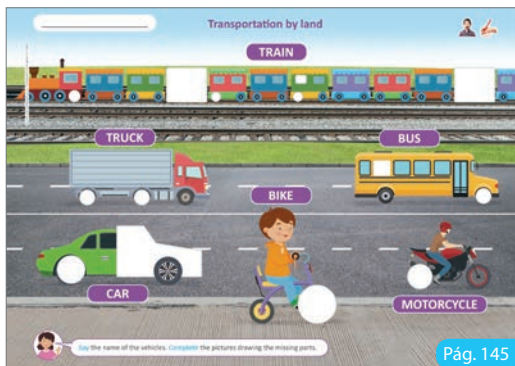 Transportation by land
TRAIN
TRUCK
BUS
BIKE
CAR
MOTORCYCLE
Say the name of the vehicles. Complete the pictures drawing the missing parts.
Pág. 145